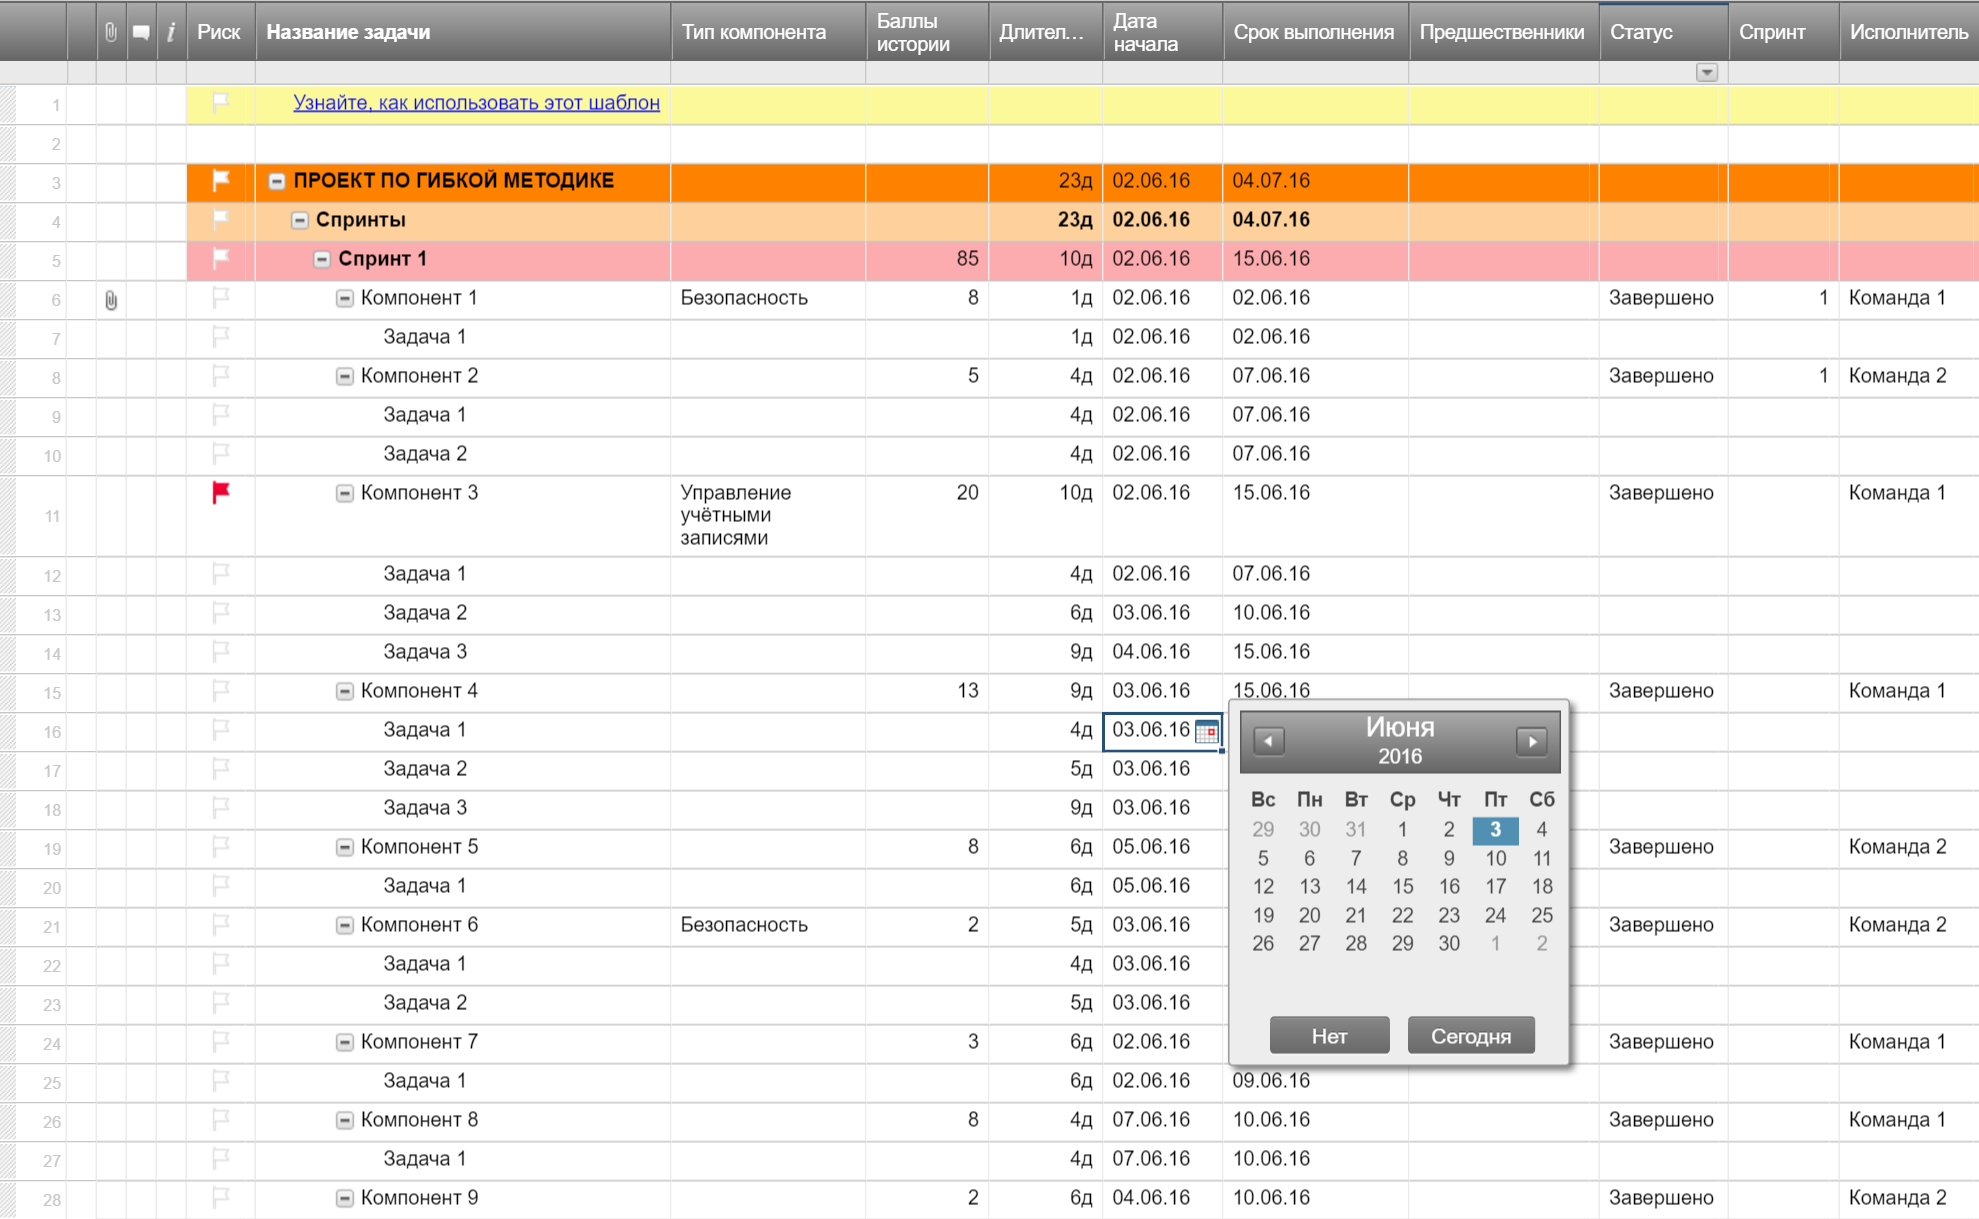 Риск Название задачи Тип компонента Баллы истории Длител... Дата начала Срок выполнения Предшественники Статус Спринт Исполнитель
1 Узнайте, как использовать этот шаблон
2
3 ПРОЕКТ ПО ГИБКОЙ МЕТОДИКЕ 23д 02.06.16 04.07.16
4 Спринты 23д 02.06.16 04.07.16
5 Спринт 1 85 10д 02.06.16 15.06.16
6 Компонент 1 Безопасность 8 1д 02.06.16 02.06.16 Завершено 1 Команда 1
7 Задача 1 1д 02.06.16 02.06.16
8 Компонент 2 5 4д 02.06.16 07.06.16 Завершено 1 Команда 2
9 Задача 1 4д 02.06.16 07.06.16
10 Задача 2 4д 02.06.16 07.06.16
11 Компонент 3 Управление учётными записями 20 10д 02.06.16 15.06.16 Завершено Команда 1
12 Задача 1 4д 02.06.16 07.06.16
13 Задача 2 6д 03.06.16 10.06.16
14 Задача 3 9д 04.06.16 15.06.16
15 Компонент 4 13 9д 03.06.16 15.06.16 Завершено Команда 1
16 Задача 1 4д 03.06.16
17 Задача 2 5д 03.06.16
18 Задача 3 9д 03.06.16
19 Компонент 5 8 6д 05.06.16 Завершено Команда 2
20 Задача 1 6д 05.06.16
21 Компонент 6 Безопасность 2 5д 03.06.16 Завершено Команда 2
22 Задача 1 4д 03.06.16
23 Задача 2 5д 03.06.16
24 Компонент 7 3 6д 02.06.16 Завершено Команда 1
25 Задача 1 6д 02.06.16 09.06.16
26 Компонент 8 8 4д 07.06.16 10.06.16 Завершено Команда 1
27 Задача 1 4д 07.06.16 10.06.16
28 Компонент 9 2 6д 04.06.16 10.06.16 Завершено Команда 2
Июня
2016
Вс Пн Вт Ср Чт Пт Сб
29 30 31 1 2 3 4
5 6 7 8 9 10 11
12 13 14 15 16 17 18
19 20 21 22 23 24 25
26 27 28 29 30 1 2
Нет Сегодня